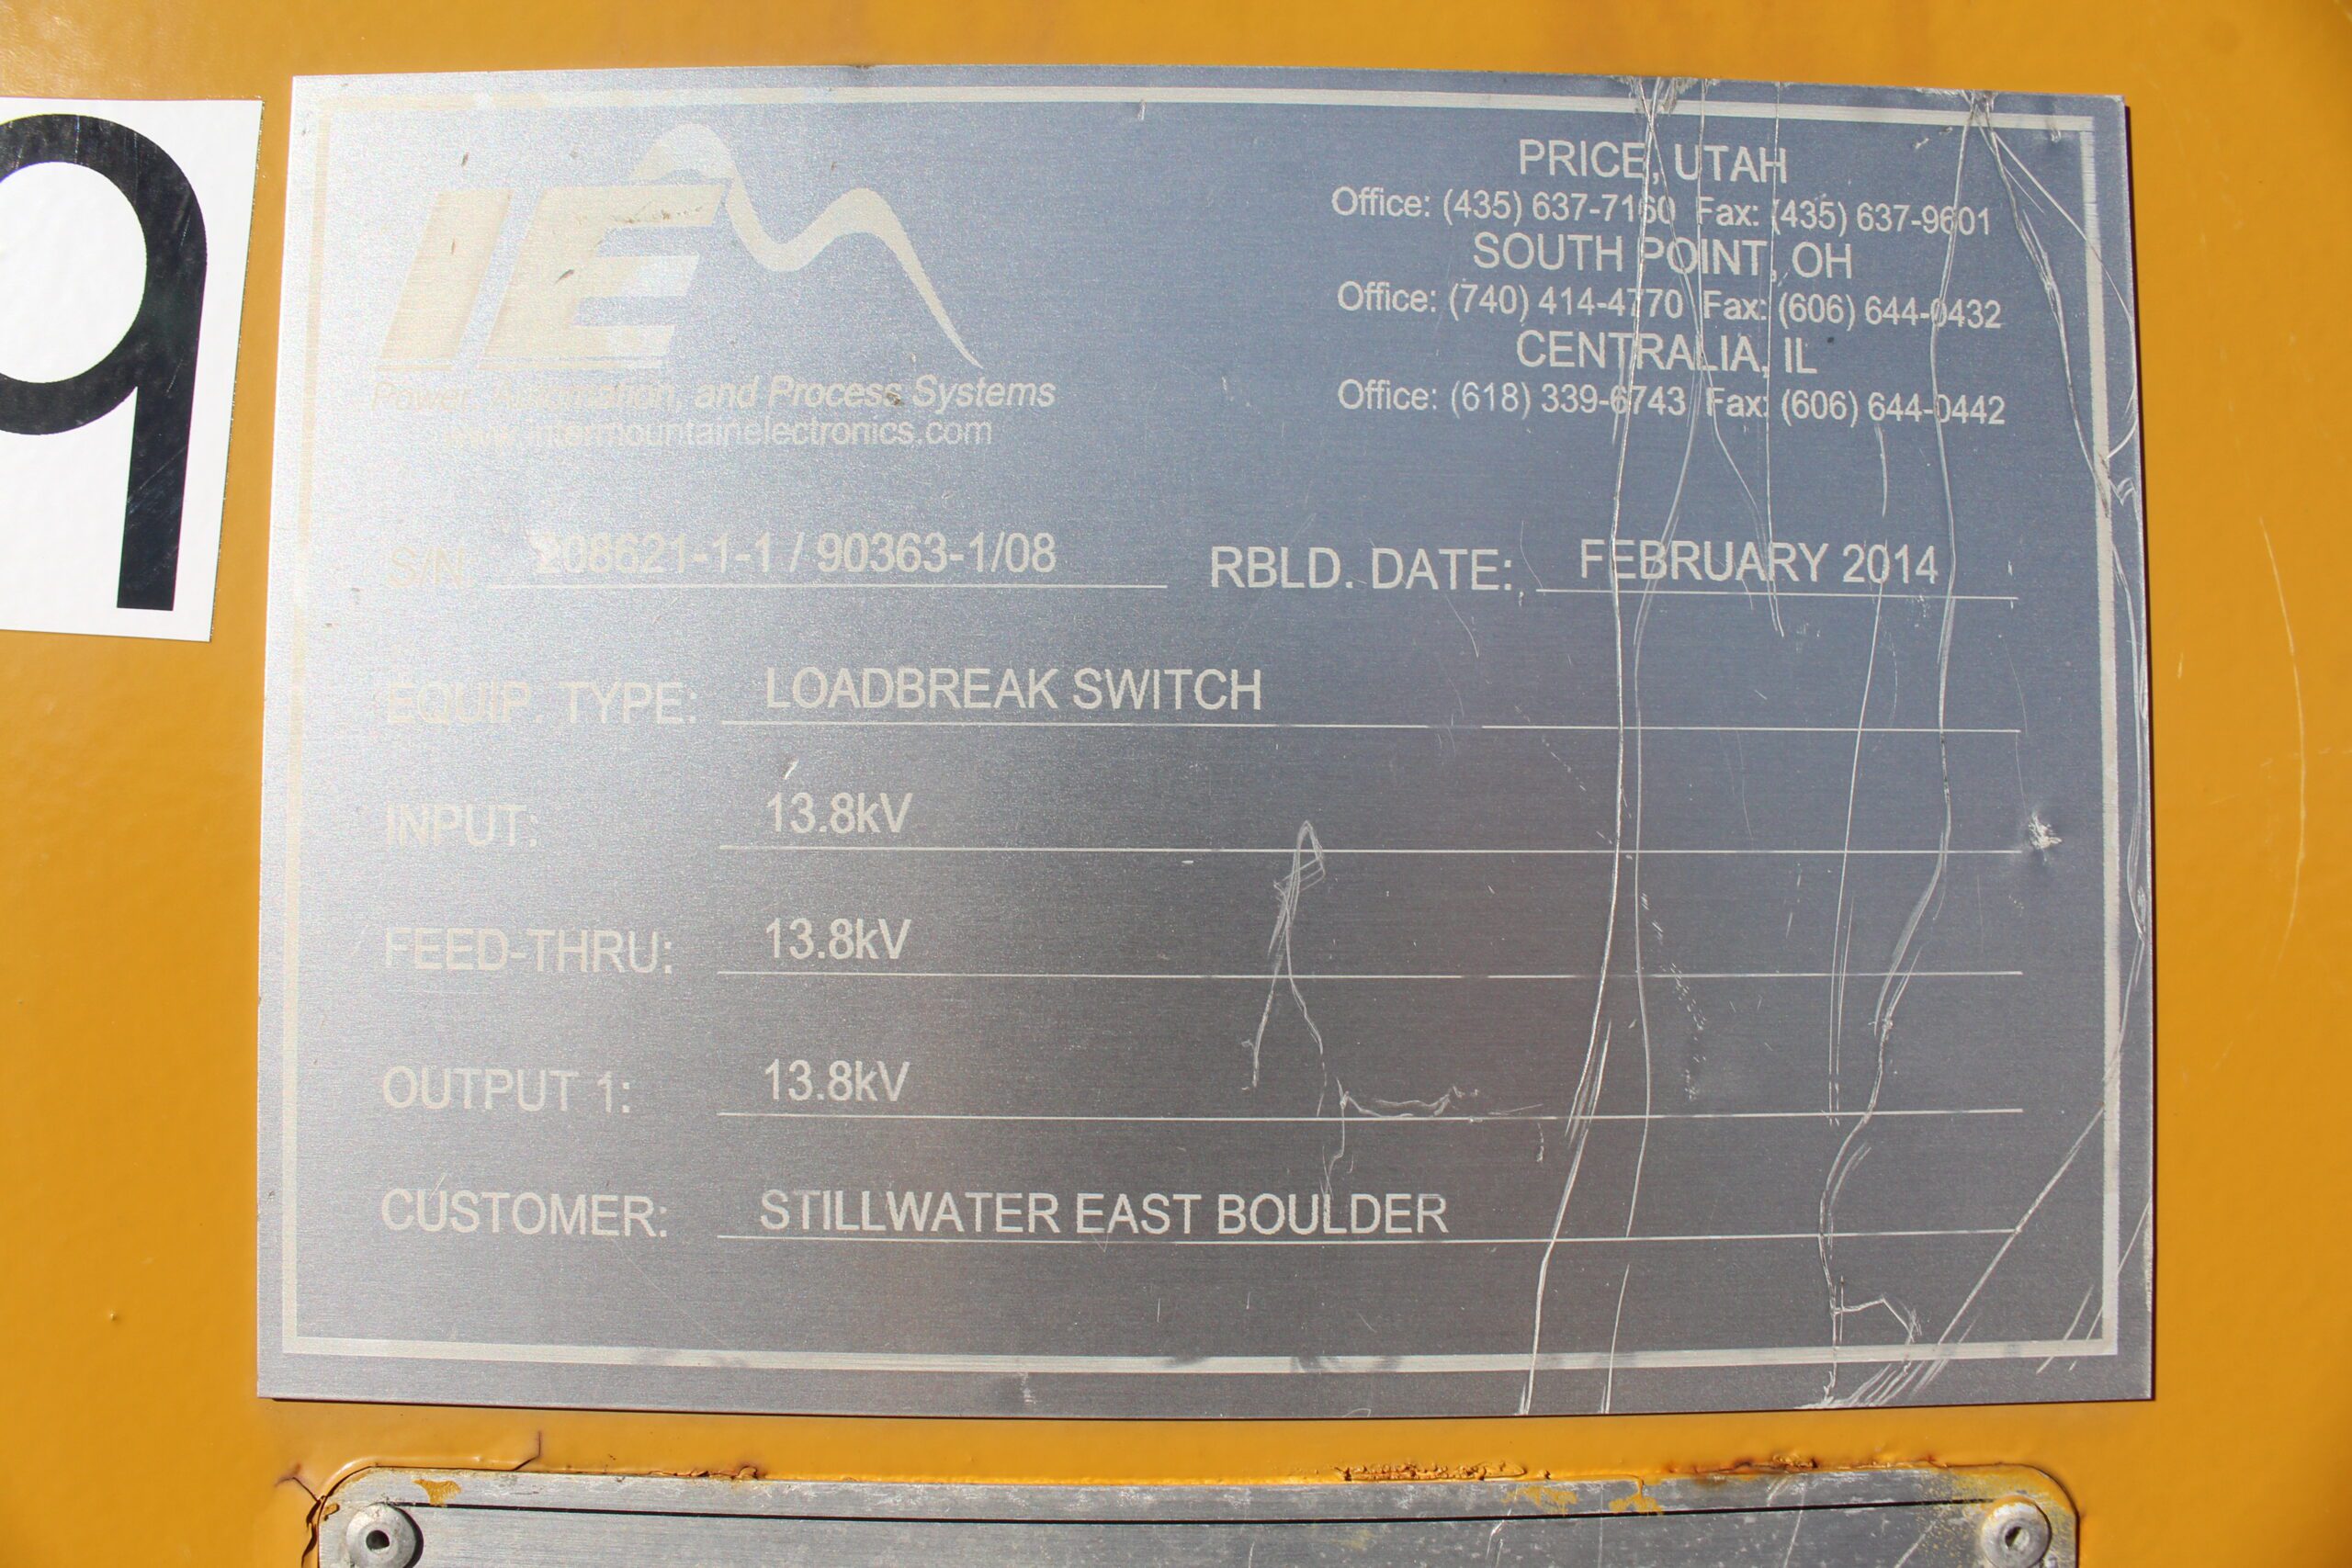 9
IE
PRICE, UTAH
Office: (435) 637-7160 Fax: (435) 637-9601
SOUTH POINT, OH
Office: (740) 414-4770 Fax: (606) 644-0432
CENTRALIA, IL
Office: (618) 339-6743 Fax: (606) 644-0442
Power, Automation, and Process Systems
www.intermountainelectronics.com
S/N: 208621-1-1 / 90363-1/08 RBLD. DATE: FEBRUARY 2014
EQUIP. TYPE: LOADBREAK SWITCH
INPUT: 13.8kV
FEED-THRU: 13.8kV
OUTPUT 1: 13.8kV
CUSTOMER: STILLWATER EAST BOULDER